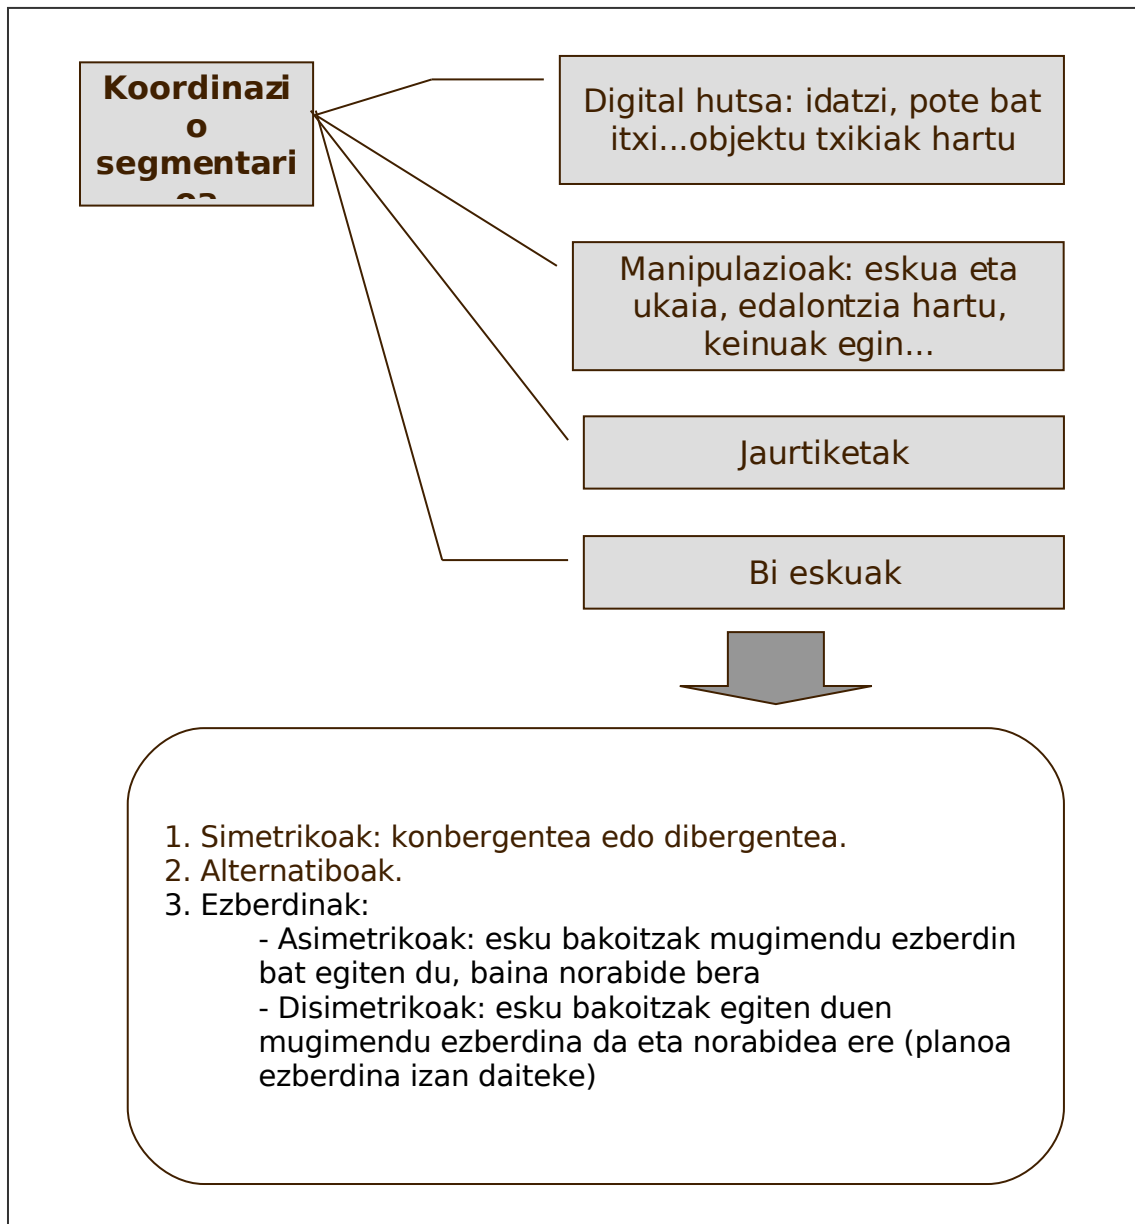 Koordinazi
o
segmentari
Digital hutsa: idatzi, pote bat
itxi...objektu txikiak hartu
Manipulazioak: eskua eta
ukaia, edalontzia hartu,
keinuak egin...
Jaurtiketak
Bi eskuak
1. Simetrikoak: konbergentea edo dibergentea.
2. Alternatiboak.
3. Ezberdinak:
- Asimetrikoak: esku bakoitzak mugimendu ezberdin
bat egiten du, baina norabide bera
- Disimetrikoak: esku bakoitzak egiten duen
mugimendu ezberdina da eta norabidea ere (planoa
ezberdina izan daiteke)